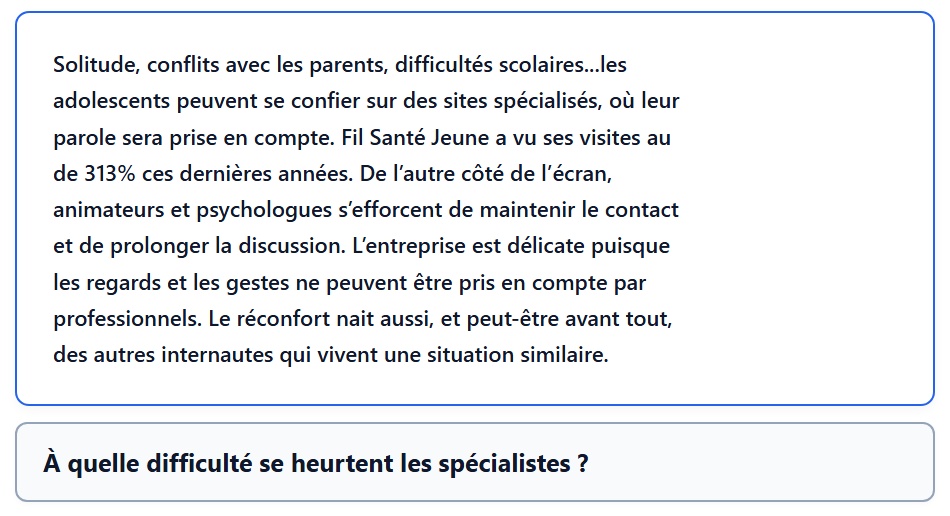 Solitude, conflits avec les parents, difficultés scolaires...les
adolescents peuvent se confier sur des sites spécialisés, où leur
parole sera prise en compte. Fil Santé Jeune a vu ses visites au
de 313% ces dernières années. De l’autre côté de l’écran,
animateurs et psychologues s’efforcent de maintenir le contact
et de prolonger la discussion. L’entreprise est délicate puisque
les regards et les gestes ne peuvent être pris en compte par
professionnels. Le réconfort nait aussi, et peut-être avant tout,
des autres internautes qui vivent une situation similaire.
À quelle difficulté se heurtent les spécialistes ?